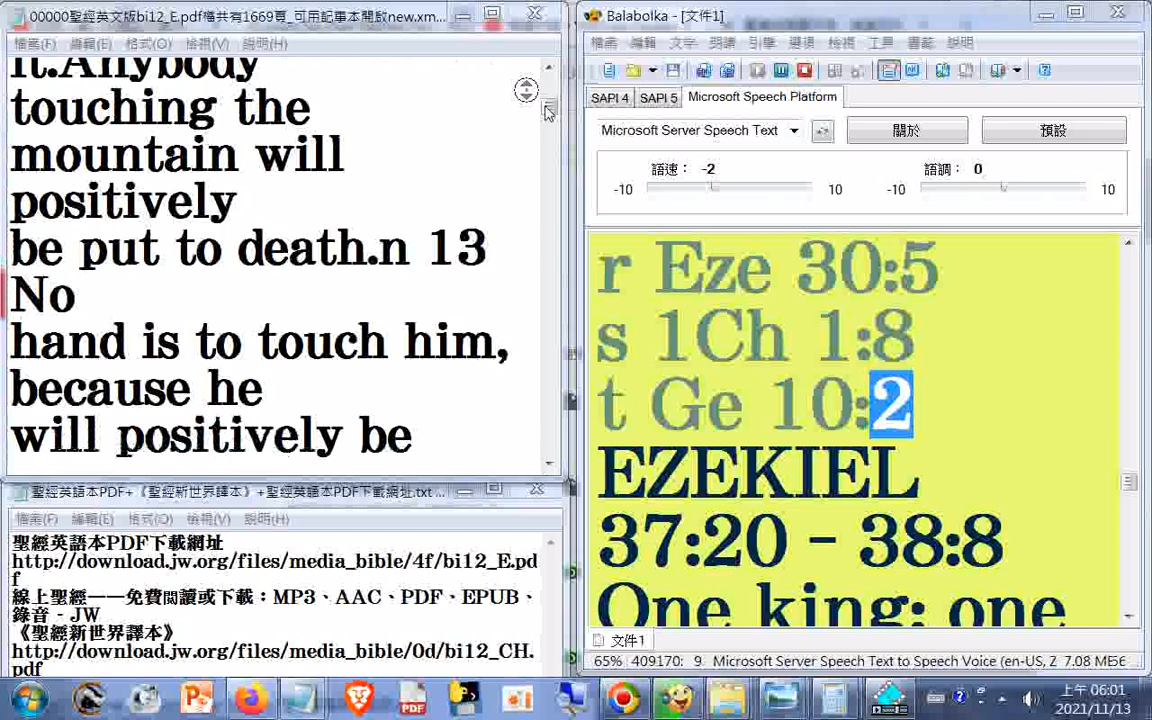 00000聖經英文版bi12_E.pdf檔共有1669頁_可用記事本開啟new.xm...
檔案(F) 編輯(E) 格式(O) 檢視(V) 說明(H)
it.Anybody
touching the
mountain will
positively
be put to death.n 13
No
hand is to touch him,
because he
will positively be
聖經英語本PDF+《聖經新世界譯本》+聖經英語本PDF下載網址.txt ...
檔案(F) 編輯(E) 格式(O) 檢視(V) 說明(H)
聖經英語本PDF下載網址
http://download.jw.org/files/media_bible/4f/bi12_E.pd
f
線上聖經——免費閱讀或下載：MP3、AAC、PDF、EPUB、
錄音 - JW
《聖經新世界譯本》
http://download.jw.org/files/media_bible/0d/bi12_CH.
pdf
Balabolka - [文件1]
檔案 編輯 文字 朗讀 引擎 選項 檢視 工具 書籤 說明
SAPI 4 SAPI 5 Microsoft Speech Platform
Microsoft Server Speech Text 關於 預設
語速： -2 語調： 0
-10 10 -10 10
r Eze 30:5
s 1Ch 1:8
t Ge 10:2
EZEKIEL
37:20 - 38:8
One king; one
文件1
65% 409170: 9 Microsoft Server Speech Text to Speech Voice (en-US, Z 7.08 ME56
PDF
上午 06:01
2021/11/13